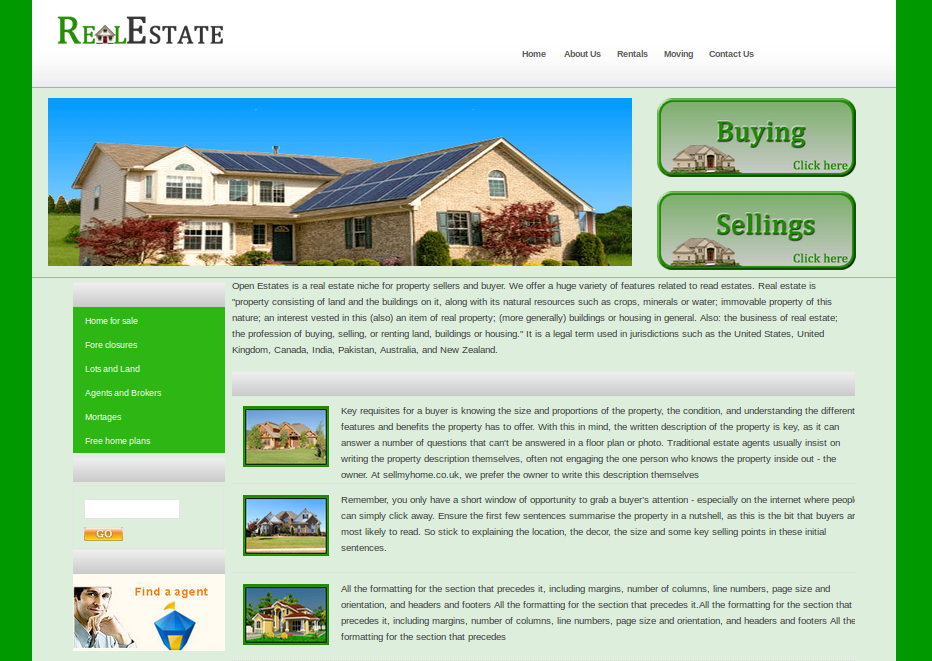 REALESTATE
Home About Us Rentals Moving Contact Us
Buying
Click here
Sellings
Click here
Home for sale
Fore closures
Lots and Land
Agents and Brokers
Mortages
Free home plans
GO
Find a agent
Open Estates is a real estate niche for property sellers and buyer. We offer a huge variety of features related to read estates. Real estate is
"property consisting of land and the buildings on it, along with its natural resources such as crops, minerals or water; immovable property of this
nature; an interest vested in this (also) an item of real property; (more generally) buildings or housing in general. Also: the business of real estate;
the profession of buying, selling, or renting land, buildings or housing." It is a legal term used in jurisdictions such as the United States, United
Kingdom, Canada, India, Pakistan, Australia, and New Zealand.
Key requisites for a buyer is knowing the size and proportions of the property, the condition, and understanding the different
features and benefits the property has to offer. With this in mind, the written description of the property is key, as it can
answer a number of questions that can't be answered in a floor plan or photo. Traditional estate agents usually insist on
writing the property description themselves, often not engaging the one person who knows the property inside out - the
owner. At sellmyhome.co.uk, we prefer the owner to write this description themselves
Remember, you only have a short window of opportunity to grab a buyer's attention - especially on the internet where people
can simply click away. Ensure the first few sentences summarise the property in a nutshell, as this is the bit that buyers ar
most likely to read. So stick to explaining the location, the decor, the size and some key selling points in these initial
sentences.
All the formatting for the section that precedes it, including margins, number of columns, line numbers, page size and
orientation, and headers and footers All the formatting for the section that precedes it.All the formatting for the section that
precedes it, including margins, number of columns, line numbers, page size and orientation, and headers and footers All the
formatting for the section that precedes